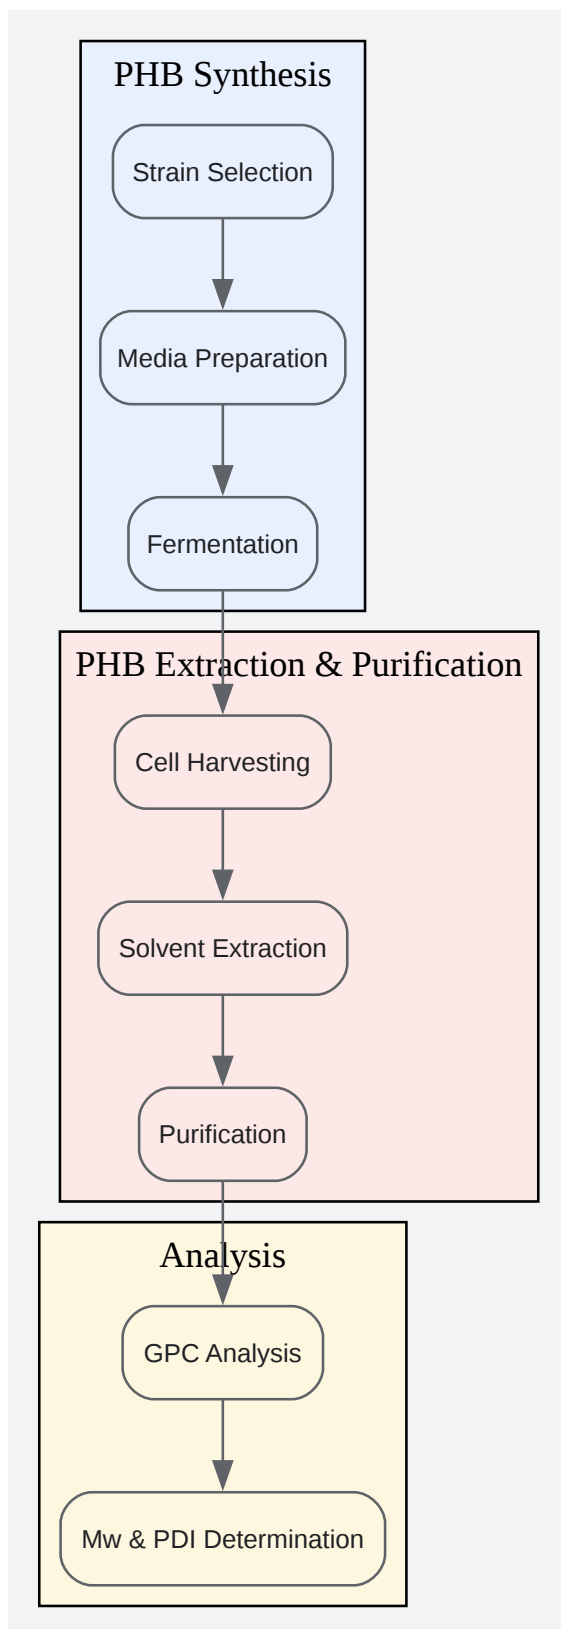 PHB Synthesis
Strain Selection
Media Preparation
Fermentation
PHB Extraction & Purification
Cell Harvesting
Solvent Extraction
Purification
Analysis
GPC Analysis
Mw & PDI Determination